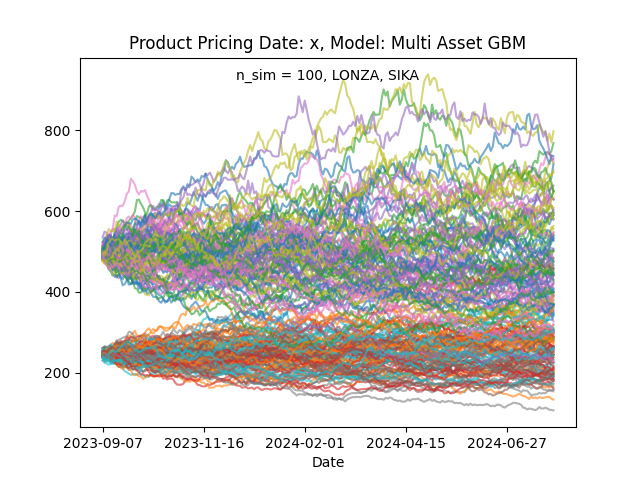 Product Pricing Date: x, Model: Multi Asset GBM
n_sim = 100, LONZA, SIKA
800
600
400
200
2023-09-07 2023-11-16 2024-02-01 2024-04-15 2024-06-27
Date